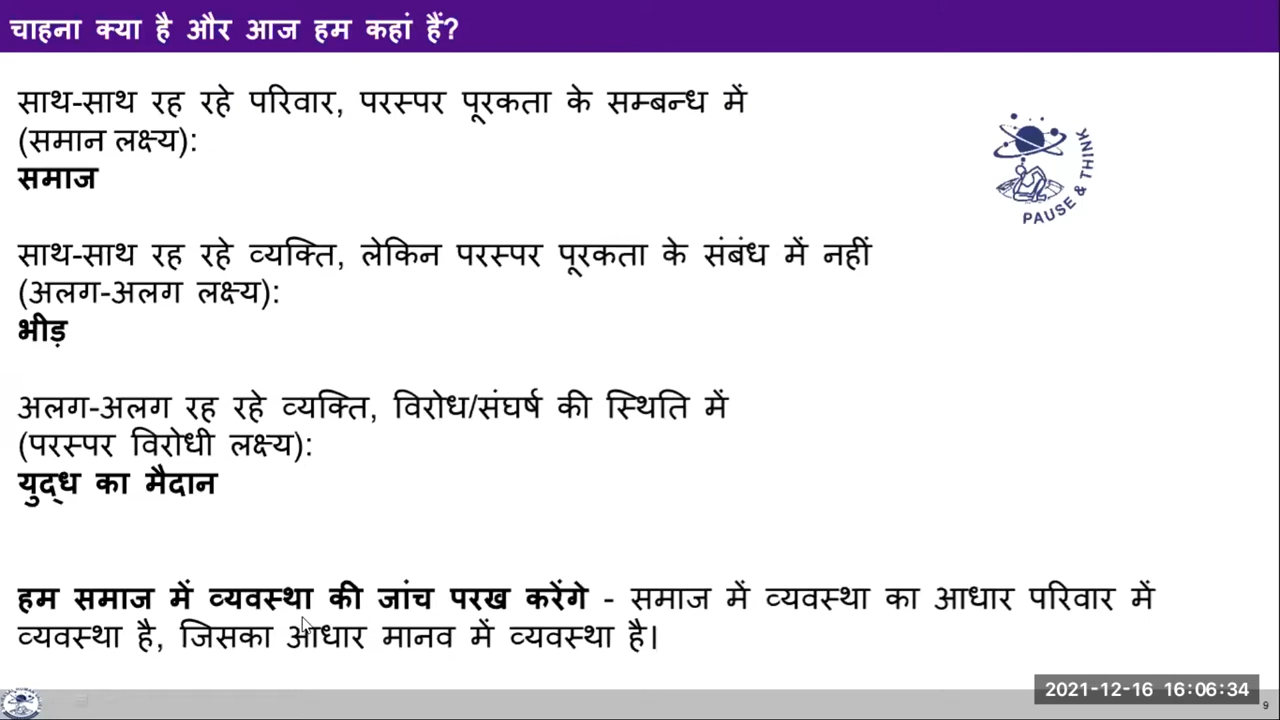 चाहना क्या है और आज हम कहां हैं?
साथ-साथ रह रहे परिवार, परस्पर पूरकता के सम्बन्ध में
(समान लक्ष्य):
समाज
PAUSE & THINK
साथ-साथ रह रहे व्यक्ति, लेकिन परस्पर पूरकता के संबंध में नहीं
(अलग-अलग लक्ष्य):
भीड़
अलग-अलग रह रहे व्यक्ति, विरोध/संघर्ष की स्थिति में
(परस्पर विरोधी लक्ष्य):
युद्ध का मैदान
हम समाज में व्यवस्था की जांच परख करेंगे - समाज में व्यवस्था का आधार परिवार में
व्यवस्था है, जिसका आधार मानव में व्यवस्था है।
2021-12-16 16:06:34
9